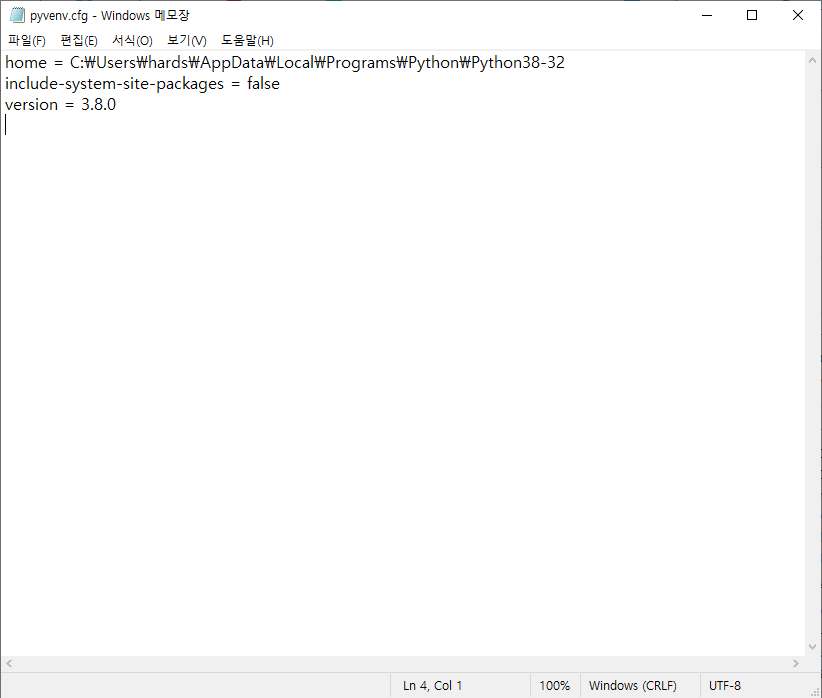 pyvenv.cfg - Windows 메모장
파일(F) 편집(E) 서식(O) 보기(V) 도움말(H)
home = C:₩Users₩hards₩AppData₩Local₩Programs₩Python₩Python38-32
include-system-site-packages = false
version = 3.8.0
Ln 4, Col 1 100% Windows (CRLF) UTF-8